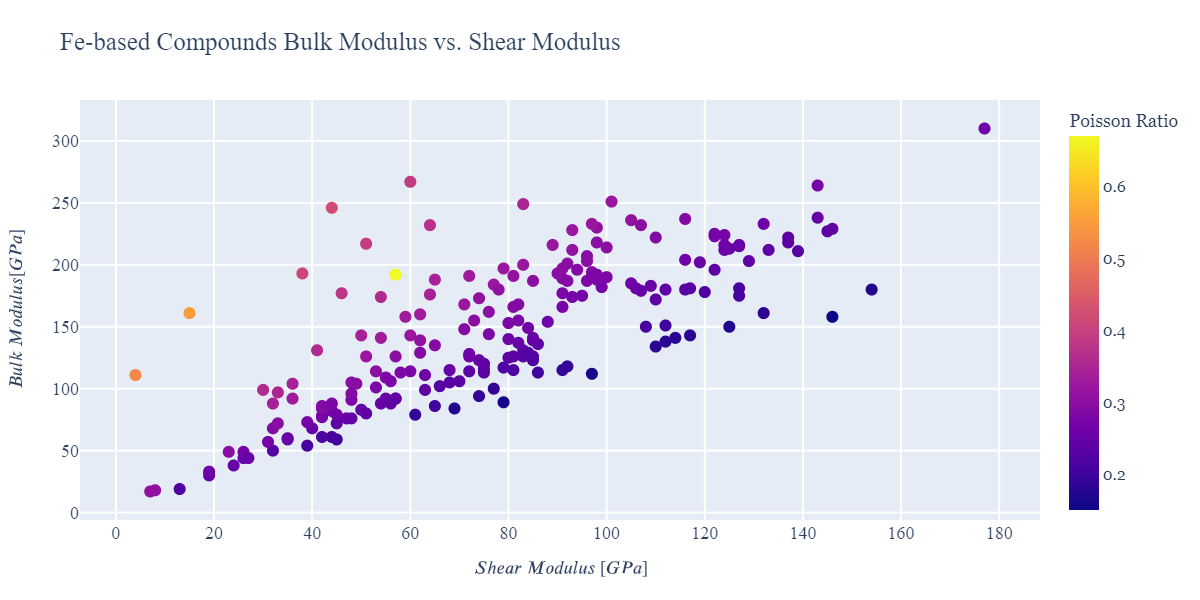 Fe-based Compounds Bulk Modulus vs. Shear Modulus
Poisson Ratio
0.6
0.5
0.4
0.3
0.2
Bulk Modulus[GPa]
300
250
200
150
100
50
0
0 20 40 60 80 100 120 140 160 180
Shear Modulus [GPa]